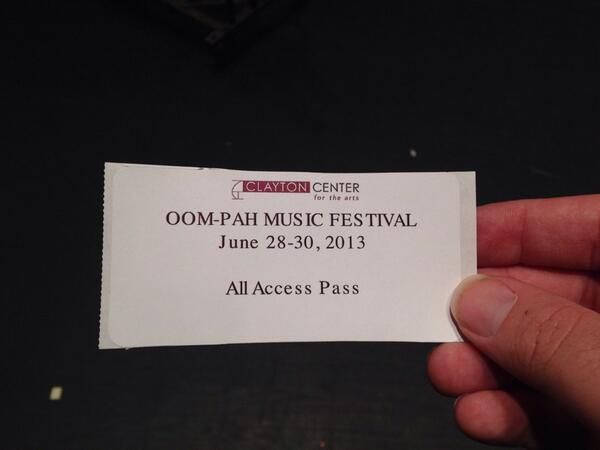 CLAYTON CENTER
for the arts
OOM-PAH MUSIC FESTIVAL
June 28-30, 2013
All Access Pass